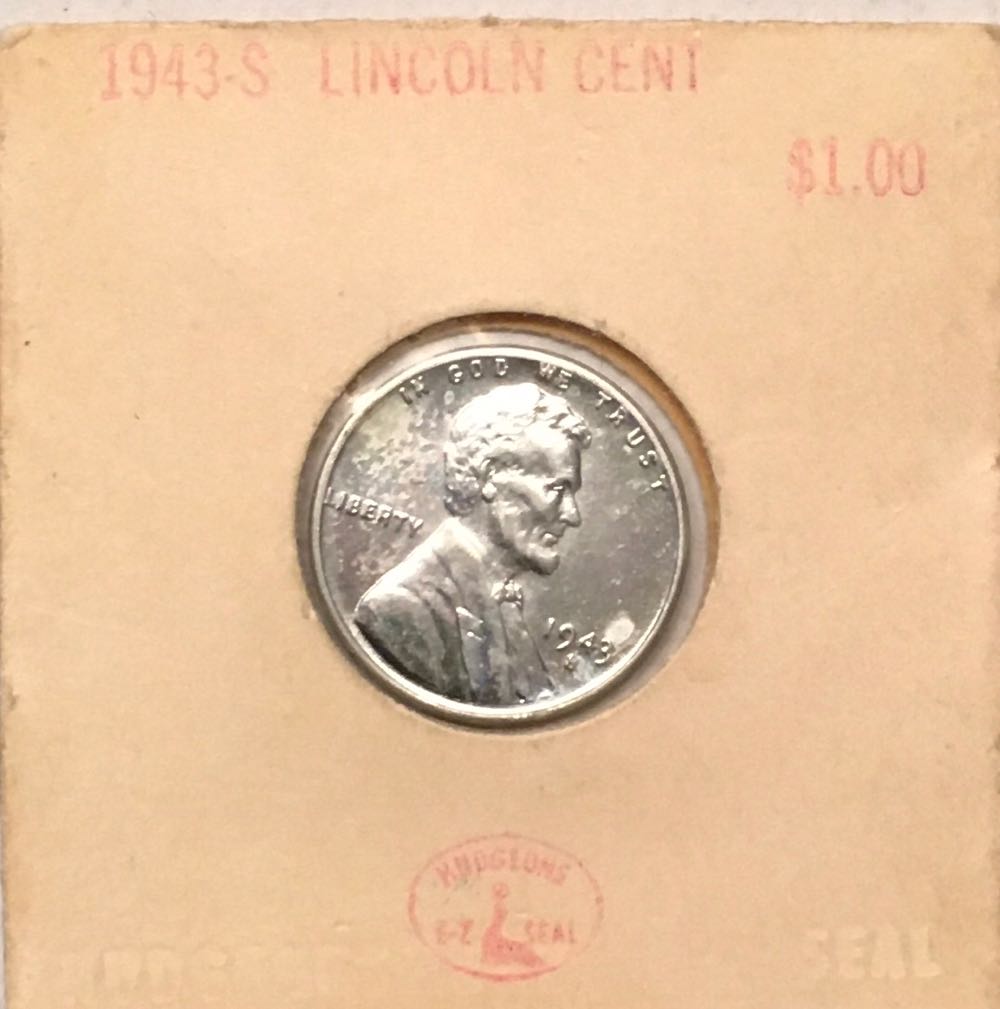 1943-S LINCOLN CENT
$1.00
IN GOD WE TRUST
LIBERTY
1943
S
E-Z SEAL
SEAL